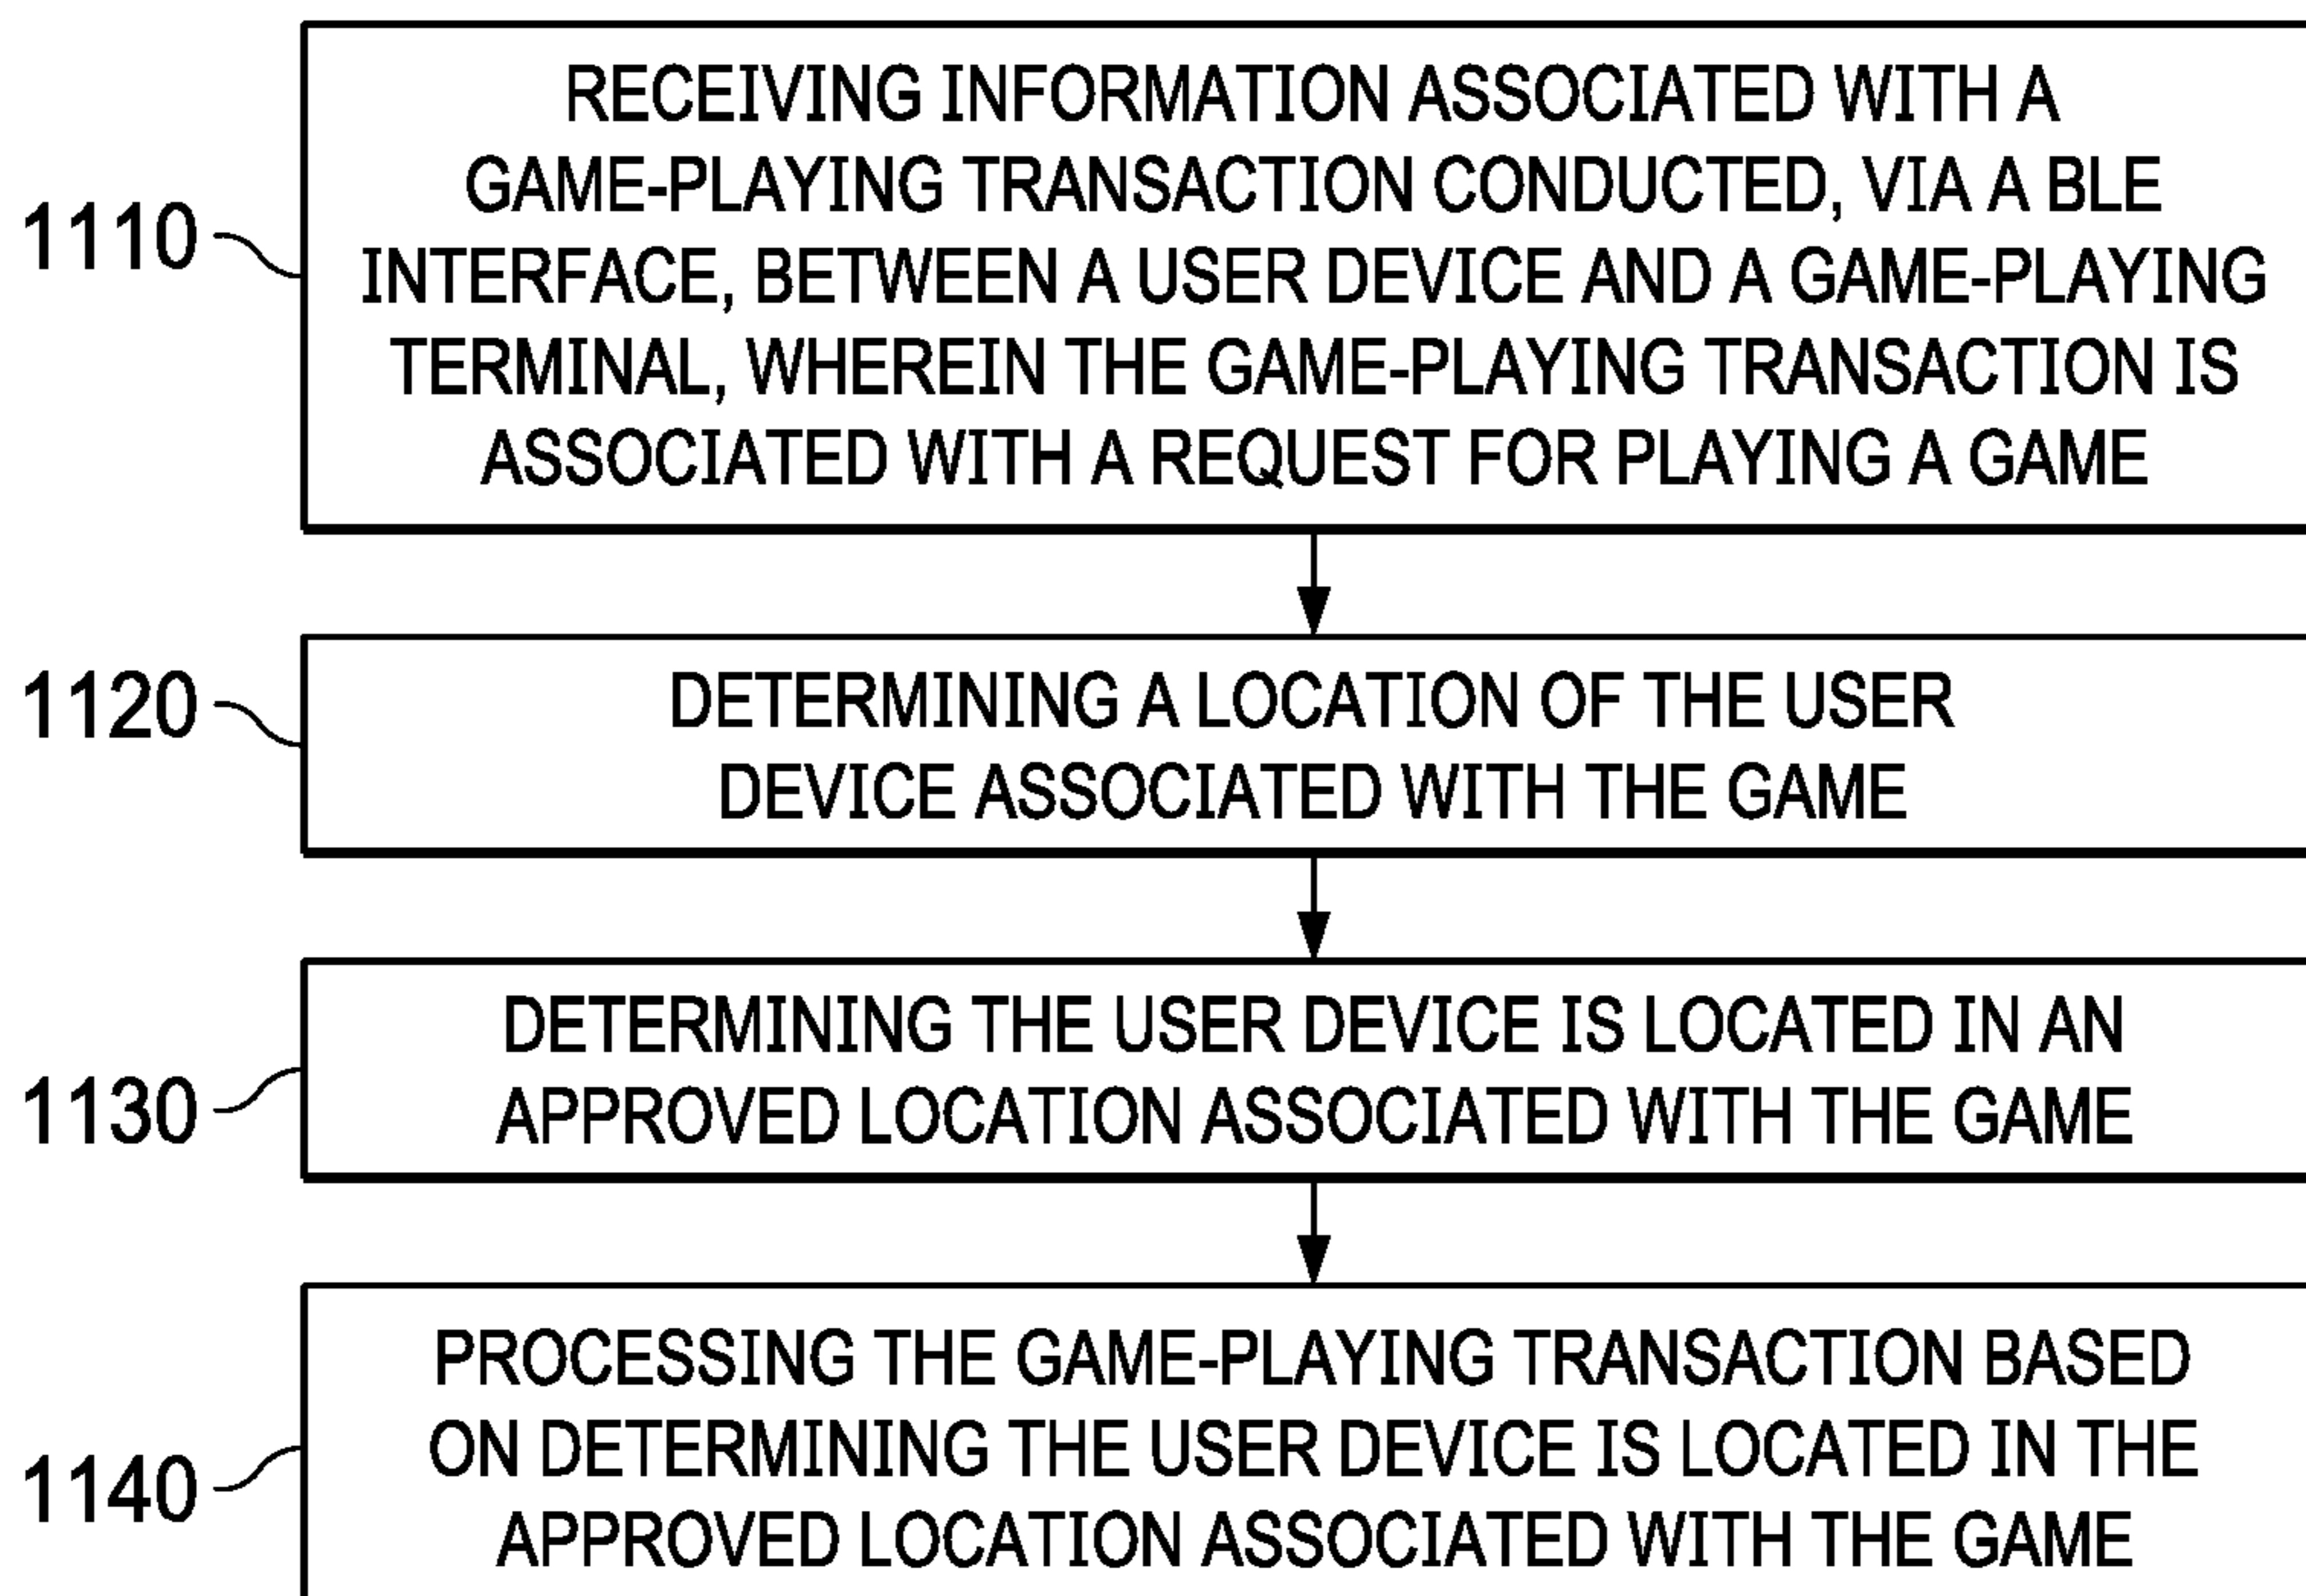 RECEIVING INFORMATION ASSOCIATED WITH A
GAME-PLAYING TRANSACTION CONDUCTED, VIA A BLE
1110
INTERFACE, BETWEEN A USER DEVICE AND A GAME-PLAYING
TERMINAL, WHEREIN THE GAME-PLAYING TRANSACTION IS
ASSOCIATED WITH A REQUEST FOR PLAYING A GAME
1120
DETERMINING A LOCATION OF THE USER
DEVICE ASSOCIATED WITH THE GAME
DETERMINING THE USER DEVICE IS LOCATED IN AN
1130
APPROVED LOCATION ASSOCIATED WITH THE GAME
PROCESSING THE GAME-PLAYING TRANSACTION BASED
ON DETERMINING THE USER DEVICE IS LOCATED IN THE
1140
APPROVED LOCATION ASSOCIATED WITH THE GAME